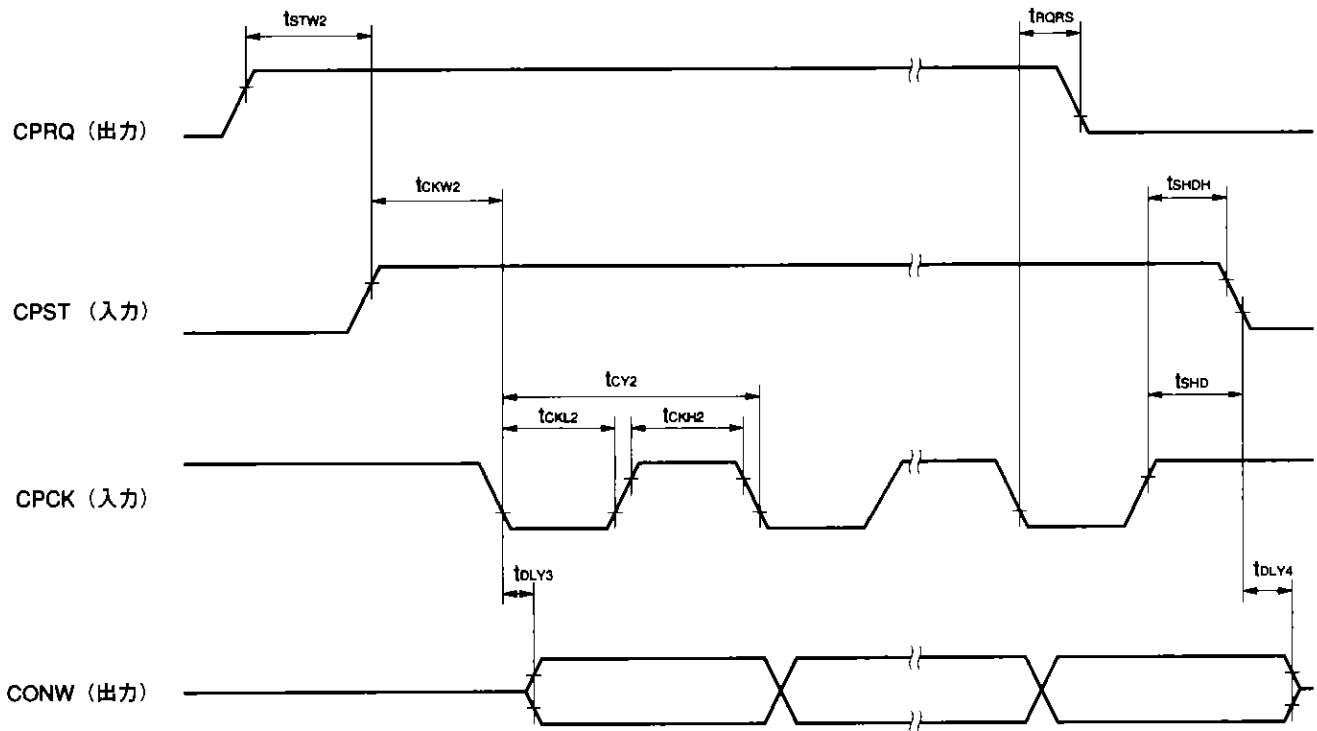 tSTW2
tRQRS
CPRQ（出力）
tCKW2
tSHDH
CPST（入力）
tCY2
tSHD
tCKL2
tCKH2
CPCK（入力）
tDLY3
tDLY4
CONW（出力）